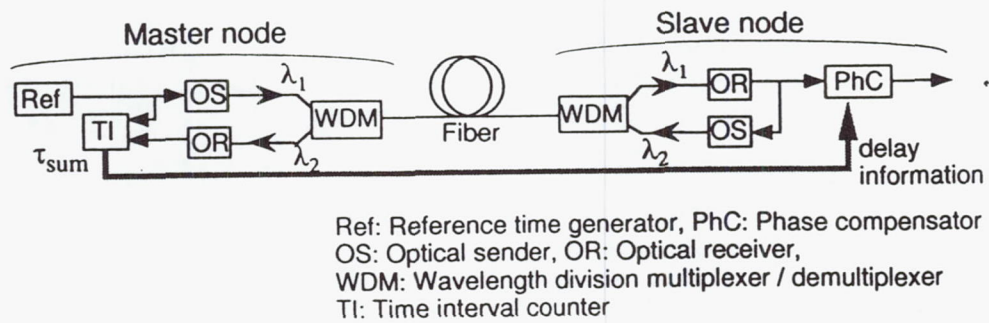 Master node
Slave node
Ref
OS
λ1
WDM
Fiber
WDM
λ1
OR
PhC
TI
OR
λ2
λ2
OS
τsum
delay
information
Ref: Reference time generator, PhC: Phase compensator
OS: Optical sender, OR: Optical receiver,
WDM: Wavelength division multiplexer / demultiplexer
TI: Time interval counter